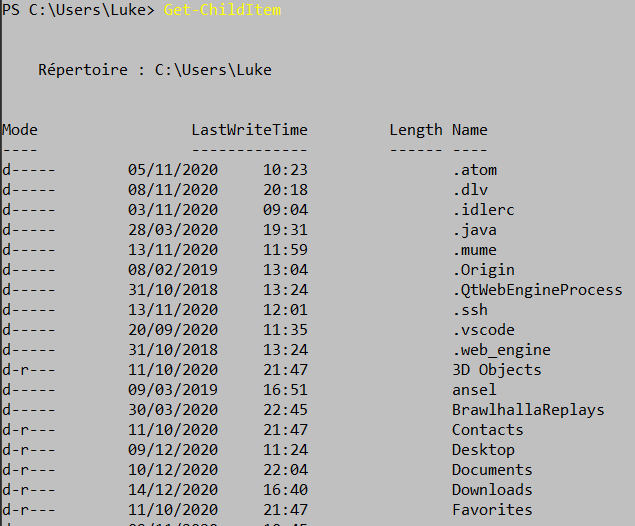 PS C:\Users\Luke> Get-ChildItem
Répertoire : C:\Users\Luke
Mode LastWriteTime Length Name
---- ------------- ------ ----
d----- 05/11/2020 10:23 .atom
d----- 08/11/2020 20:18 .dlv
d----- 03/11/2020 09:04 .idlerc
d----- 28/03/2020 19:31 .java
d----- 13/11/2020 11:59 .mume
d----- 08/02/2019 13:04 .Origin
d----- 31/10/2018 13:24 .QtWebEngineProcess
d----- 13/11/2020 12:01 .ssh
d----- 20/09/2020 11:35 .vscode
d----- 31/10/2018 13:24 .web_engine
d-r--- 11/10/2020 21:47 3D Objects
d----- 09/03/2019 16:51 ansel
d----- 30/03/2020 22:45 BrawlhallaReplays
d-r--- 11/10/2020 21:47 Contacts
d-r--- 09/12/2020 11:24 Desktop
d-r--- 10/12/2020 22:04 Documents
d-r--- 14/12/2020 16:40 Downloads
d-r--- 11/10/2020 21:47 Favorites